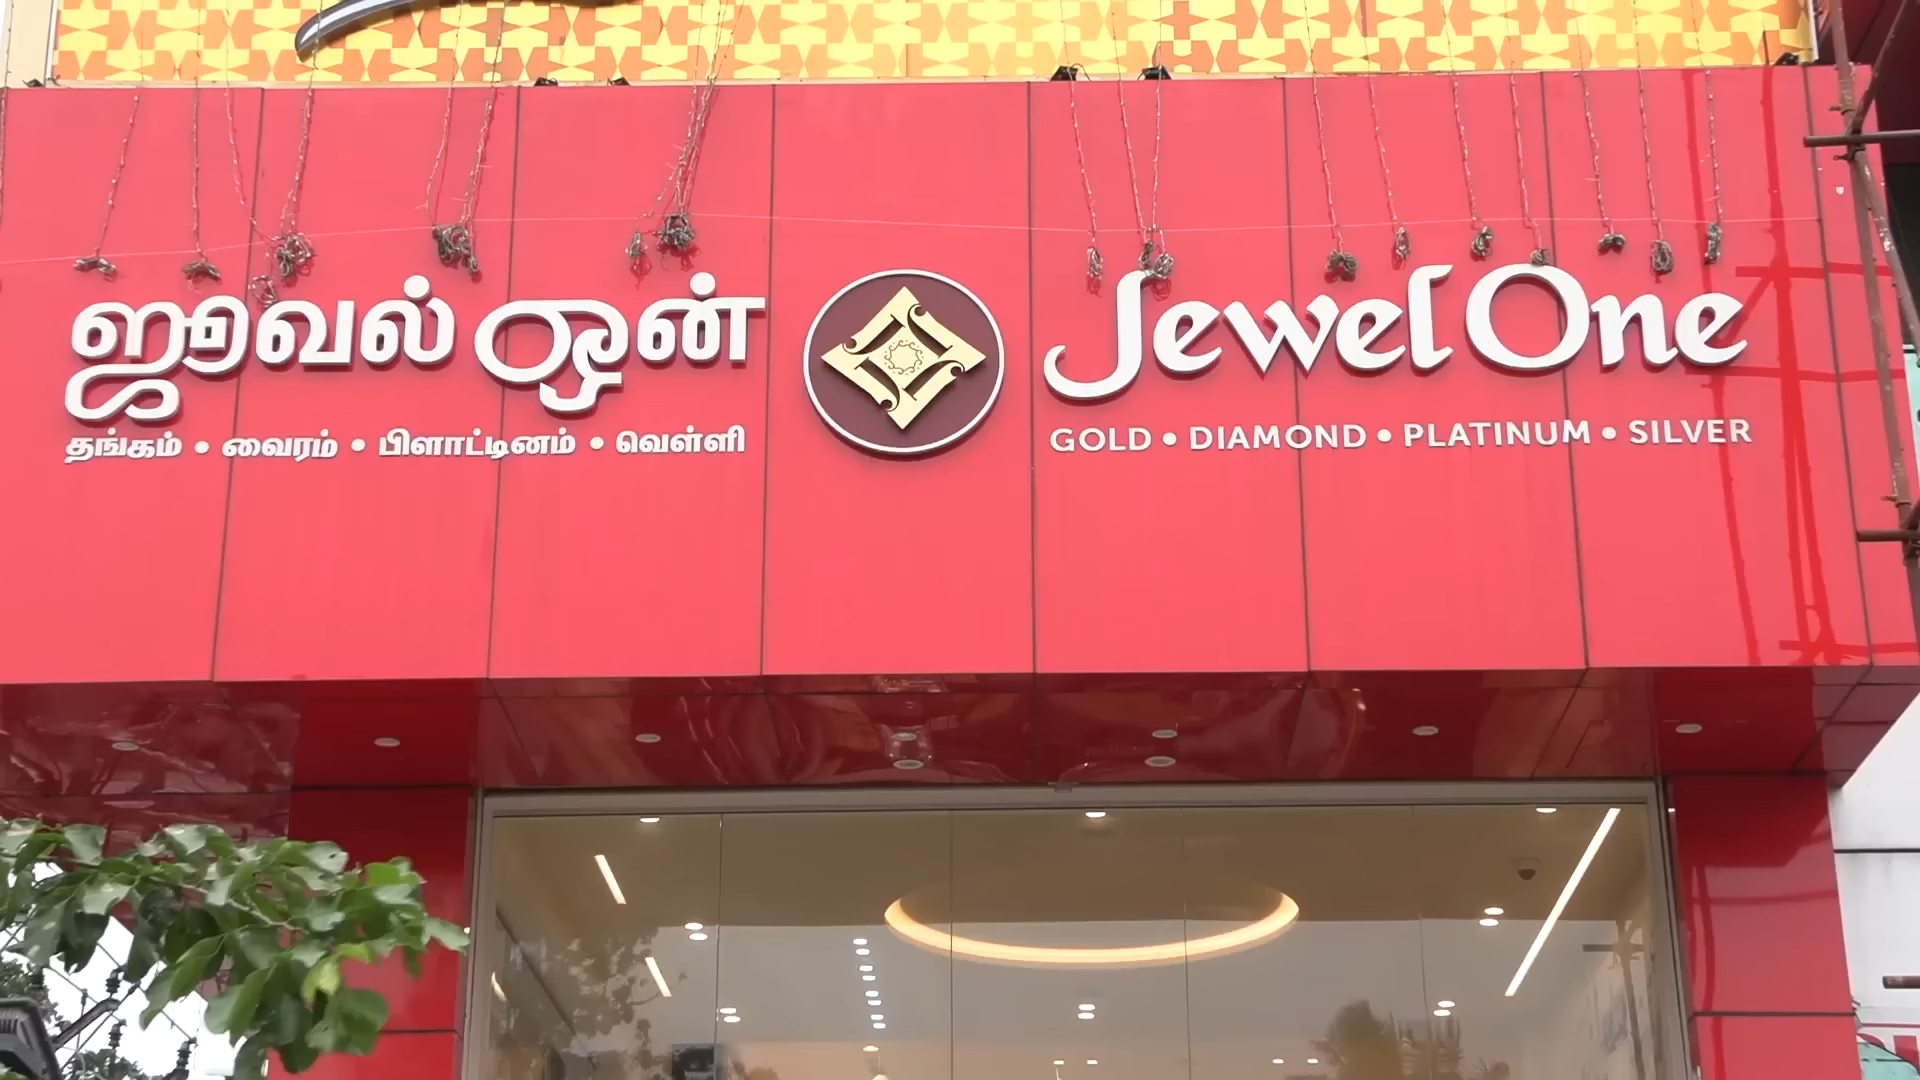 ஜூவல் ஒன்
தங்கம் • வைரம் • பிளாட்டினம் • வெள்ளி
Jewel One
GOLD • DIAMOND • PLATINUM • SILVER